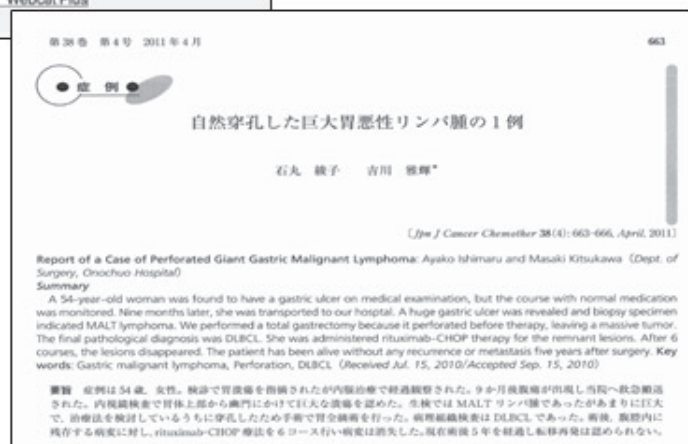 Webcat Plus
第38巻 第4号 2011年4月
663
● 症 例 ●
自然穿孔した巨大胃悪性リンパ腫の1例
石丸 綾子 吉川 雅輝*
〔Jpn J Cancer Chemother 38(4): 663-666, April, 2011〕
Report of a Case of Perforated Giant Gastric Malignant Lymphoma: Ayako Ishimaru and Masaki Kitsukawa (Dept. of
Surgery, Onochuo Hospital)
Summary
A 54-year-old woman was found to have a gastric ulcer on medical examination, but the course with normal medication
was monitored. Nine months later, she was transported to our hosptal. A huge gastric ulcer was revealed and biopsy specimen
indicated MALT lymphoma. We performed a total gastrectomy because it perforated before therapy, leaving a massive tumor.
The final pathological diagnosis was DLBCL. She was administered rituximab-CHOP therapy for the remnant lesions. After 6
courses, the lesions disappeared. The patient has been alive without any recurrence or metastasis five years after surgery. Key
words: Gastric malignant lymphoma, Perforation, DLBCL (Received Jul. 15, 2010/Accepted Sep. 15, 2010)
要旨 症例は54歳、女性。検診で胃潰瘍を指摘されたが内服治療で経過観察された。9か月後腹痛が出現し当院へ救急搬送
された。内視鏡検査で胃体上部から幽門にかけて巨大な潰瘍を認めた。生検ではMALTリンパ腫であったがあまりに巨大
で、治療法を検討しているうちに穿孔したため手術で胃全摘術を行った。病理組織検査はDLBCLであった。術後、腹腔内に
残存する病変に対し、rituximab-CHOP療法を6コース行い病変は消失した。現在術後5年を経過し転移再発は認められない。